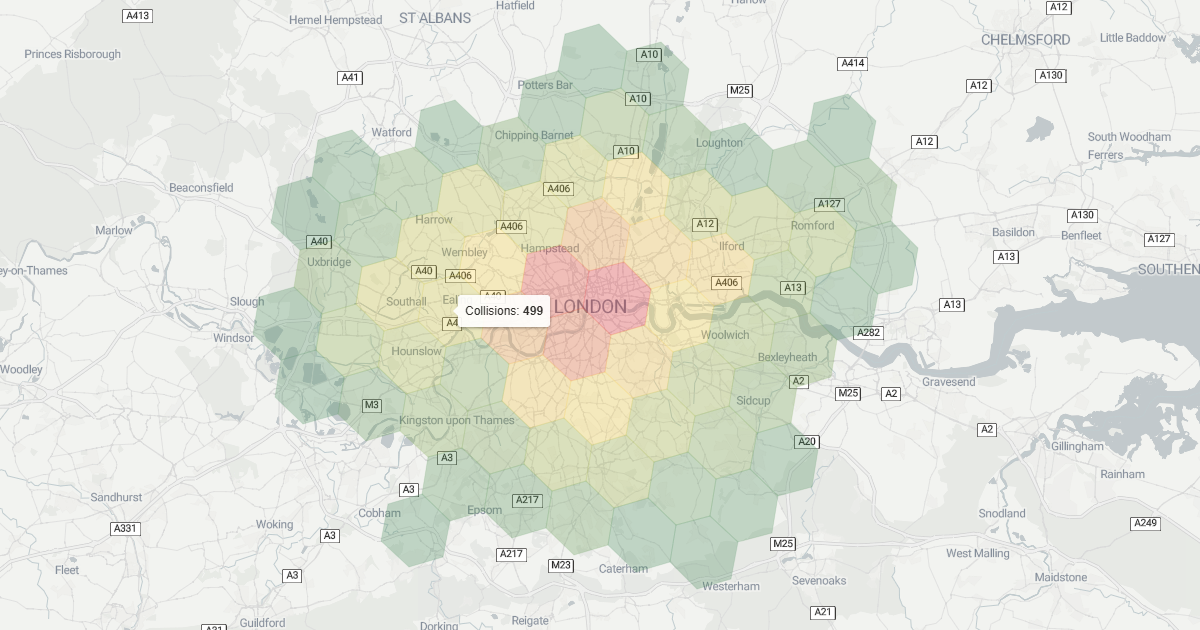 A413
Hemel Hempstead
ST ALBANS
Hatfield
A12
Princes Risborough
A41
Potters Bar
A10
M25
A414
CHELMSFORD
Little Baddow
A12
A130
A10
Watford
Chipping Barnet
A10
Loughton
A12
South Woodham
Ferrers
Beaconsfield
A406
Harrow
A406
A12
A127
Romford
A130
Basildon
Benfleet
A127
Marlow
A40
Uxbridge
Wembley
Hampstead
Ilford
A13
SOUTHEN
ey-on-Thames
A40
A406
A406
A13
Slough
Southall
Collisions: 499
LONDON
A13
Windsor
Hounslow
Woolwich
A282
Bexleyheath
Woodley
M3
Kingston upon Thames
Sidcup
A2
M25
A2
Gravesend
A3
A20
A2
Gillingham
Rainham
Sandhurst
A3
Cobham
Epsom
A217
Snodland
A249
A331
Woking
A3
A217
M23
M25
West Malling
Fleet
A3
Caterham
Westerham
Sevenoaks
Maidstone
Guildford
Dorking
Reigate
A21